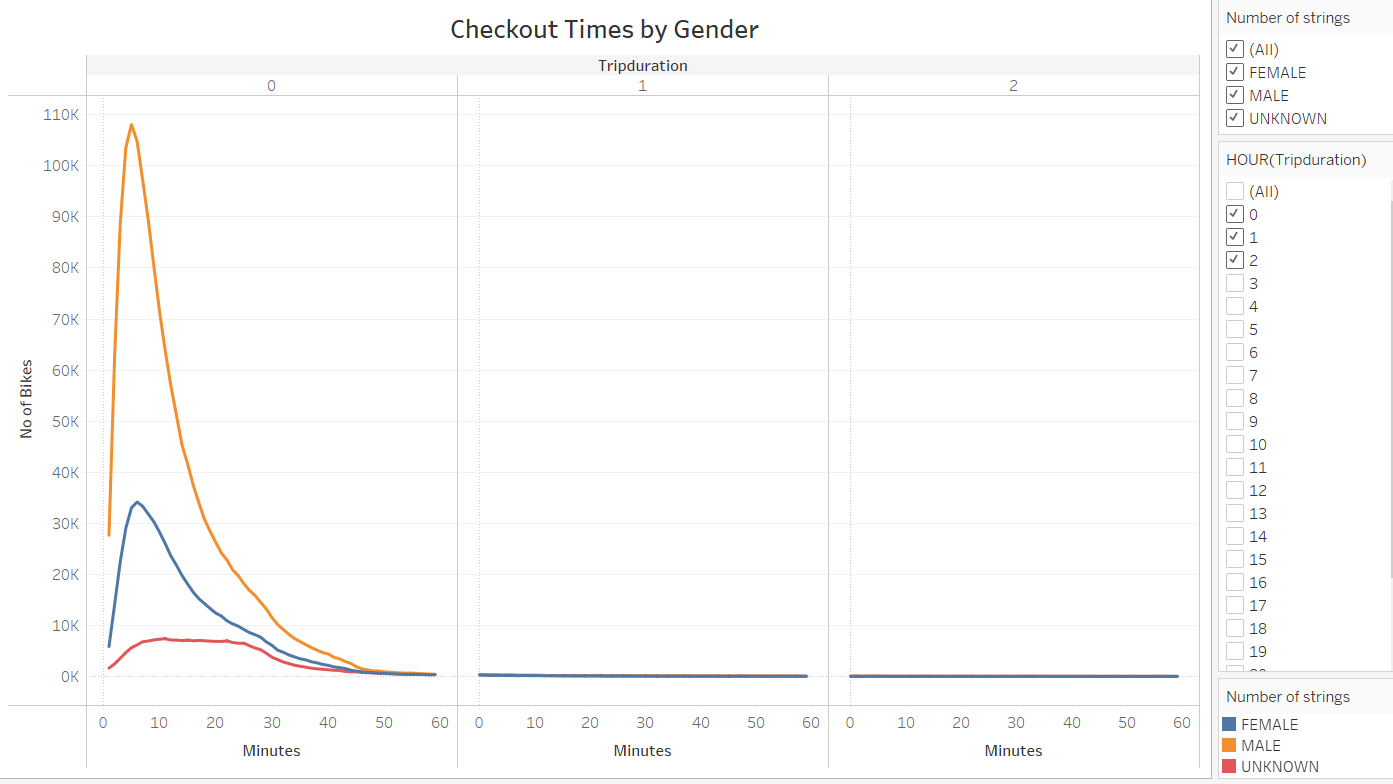 Checkout Times by Gender
Tripduration
0 1 2
110K
100K
90K
80K
70K
60K
50K
40K
30K
20K
10K
0K
No of Bikes
0 10 20 30 40 50 60 0 10 20 30 40 50 60 0 10 20 30 40 50 60
Minutes Minutes Minutes
Number of strings
(All)
FEMALE
MALE
UNKNOWN
HOUR(Tripduration)
(All)
0
1
2
3
4
5
6
7
8
9
10
11
12
13
14
15
16
17
18
19
Number of strings
FEMALE
MALE
UNKNOWN